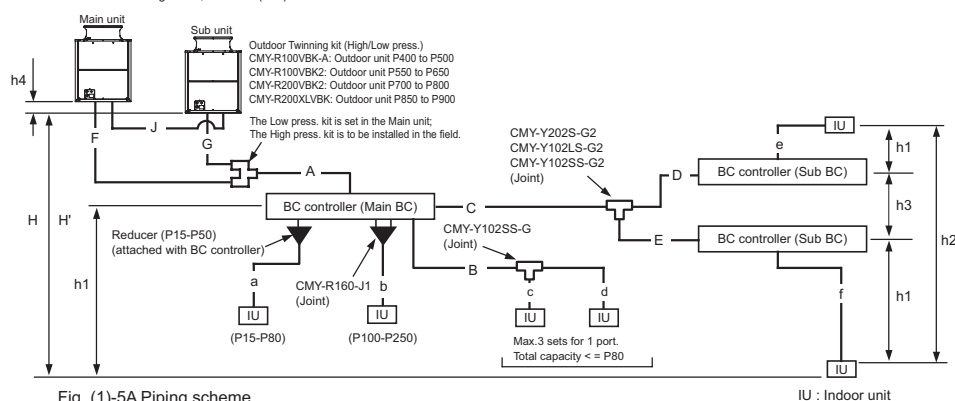 Main unit
Sub unit
Outdoor Twinning kit (High/Low press.)
CMY-R100VBK-A: Outdoor unit P400 to P500
CMY-R100VBK2: Outdoor unit P550 to P650
CMY-R200VBK2: Outdoor unit P700 to P800
CMY-R200XLVBK: Outdoor unit P850 to P900
The Low press. kit is set in the Main unit;
The High press. kit is to be installed in the field.
h4
F
J
G
A
H
H'
h1
BC controller (Main BC)
Reducer (P15-P50)
(attached with BC controller)
CMY-R160-J1
(Joint)
a
b
IU
(P15-P80)
IU
(P100-P250)
C
B
CMY-Y102SS-G
(Joint)
c
d
IU
IU
Max.3 sets for 1 port.
Total capacity < = P80
CMY-Y202S-G2
CMY-Y102LS-G2
CMY-Y102SS-G2
(Joint)
D
E
IU
e
BC controller (Sub BC)
BC controller (Sub BC)
f
IU
h1
h3
h2
h1
Fig. (1)-5A Piping scheme
IU : Indoor unit